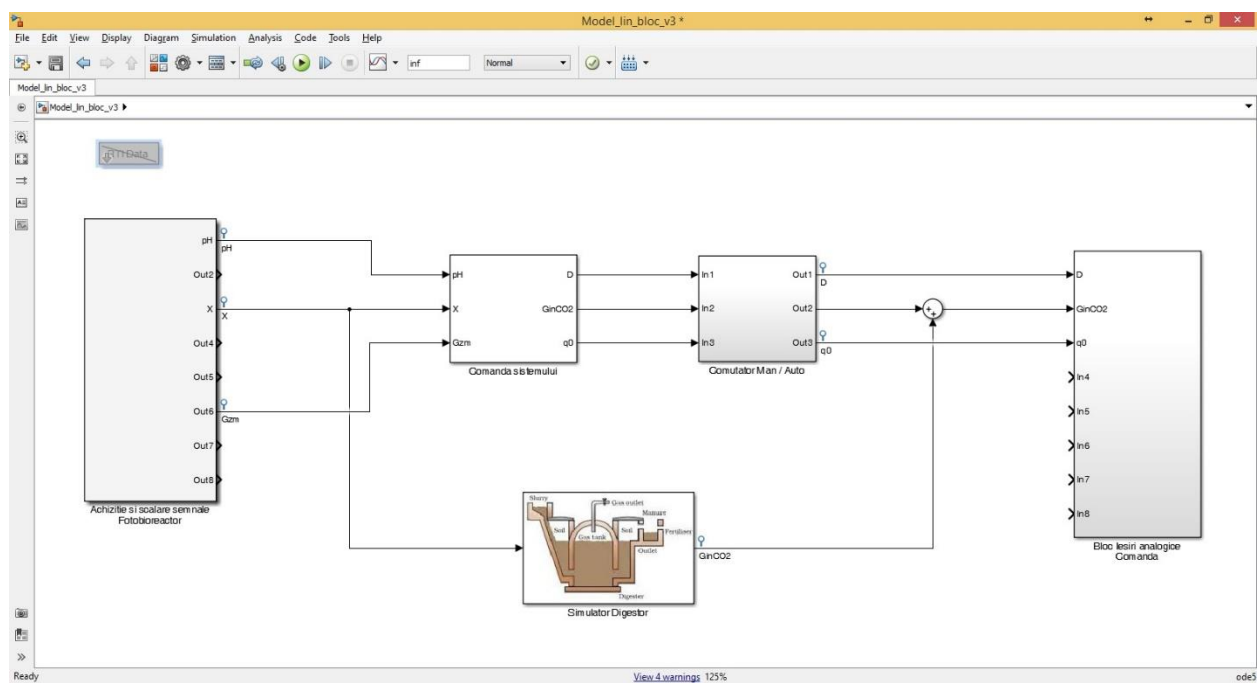 Model_lin_bloc_v3 *
File Edit View Display Diagram Simulation Analysis Code Tools Help
inf
Normal
Model_lin_bloc_v3
Model_lin_bloc_v3
RTI Data
pH
pH
Out2
X
X
Out4
Out5
Out6
Gzm
Out7
Out8
Achizitie si scalare semnale
Fotobioreactor
pH
X
Gzm
D
GinCO2
q0
Comanda sistemului
In1
In2
In3
Out1
D
Out2
Out3
q0
Comutator Man / Auto
Slurry
Gas outlet
Manure
Soil
Gas tank
Soil
Fertiliser
Outlet
Digester
GinCO2
Simulator Digestor
D
GinCO2
q0
In4
In5
In6
In7
In8
Bloc Iesiri analogice
Comanda
Ready
View 4 warnings 125%